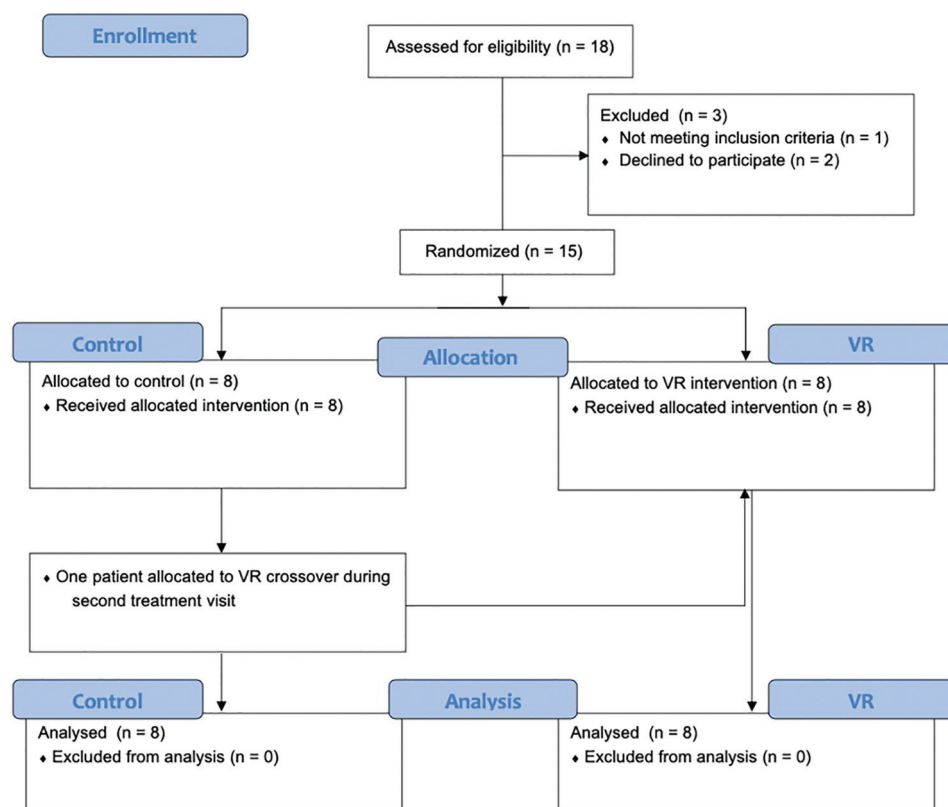 Enrollment
Assessed for eligibility (n = 18)
Excluded (n = 3)
♦ Not meeting inclusion criteria (n = 1)
♦ Declined to participate (n = 2)
Randomized (n = 15)
Control
Allocation
VR
Allocated to control (n = 8)
♦ Received allocated intervention (n = 8)
Allocated to VR intervention (n = 8)
♦ Received allocated intervention (n = 8)
♦ One patient allocated to VR crossover during
second treatment visit
Control
Analysis
VR
Analysed (n = 8)
♦ Excluded from analysis (n = 0)
Analysed (n = 8)
♦ Excluded from analysis (n = 0)